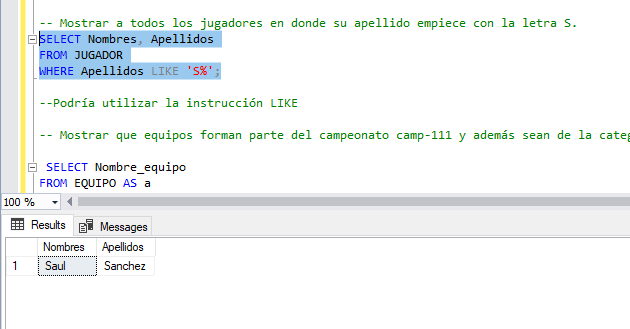 -- Mostrar a todos los jugadores en donde su apellido empiece con la letra S.
SELECT Nombres, Apellidos
FROM JUGADOR
WHERE Apellidos LIKE 'S%';
--Podría utilizar la instrucción LIKE
-- Mostrar que equipos forman parte del campeonato camp-111 y además sean de la categ
SELECT Nombre_equipo
FROM EQUIPO AS a
100 %
Results Messages
Nombres Apellidos
1 Saul Sanchez